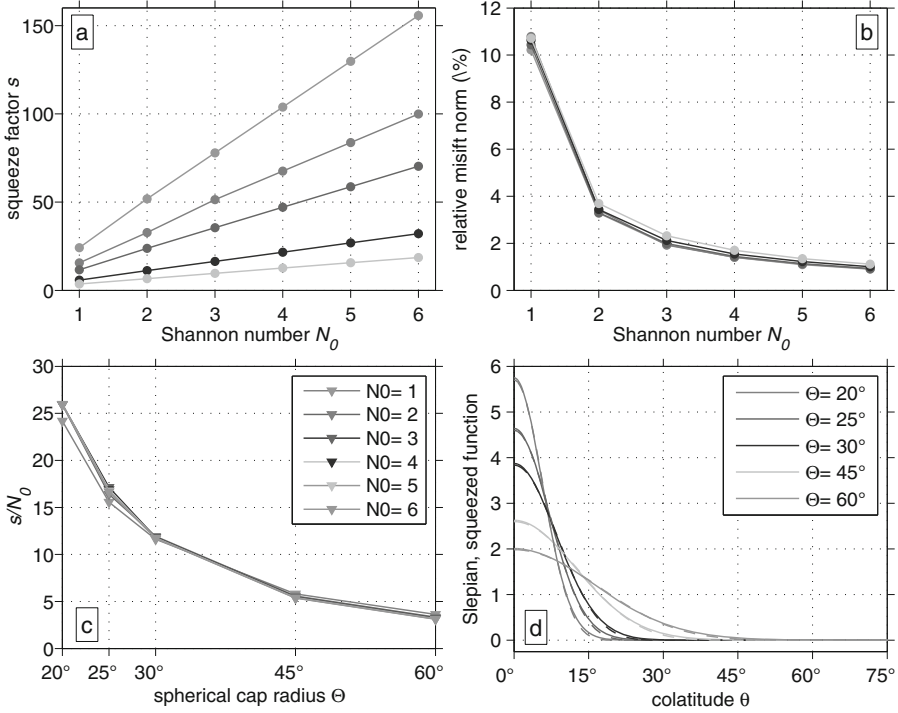 a
150
100
50
0
squeeze factor s
1 2 3 4 5 6
Shannon number N0
b
12
10
8
6
4
2
0
relative misift norm (\%)
1 2 3 4 5 6
Shannon number N0
c
30
25
20
15
10
5
0
s/N0
20° 25° 30° 45° 60°
spherical cap radius Θ
N0= 1
N0= 2
N0= 3
N0= 4
N0= 5
N0= 6
d
6
5
4
3
2
1
0
Slepian, squeezed function
0° 15° 30° 45° 60° 75°
colatitude θ
Θ= 20°
Θ= 25°
Θ= 30°
Θ= 45°
Θ= 60°